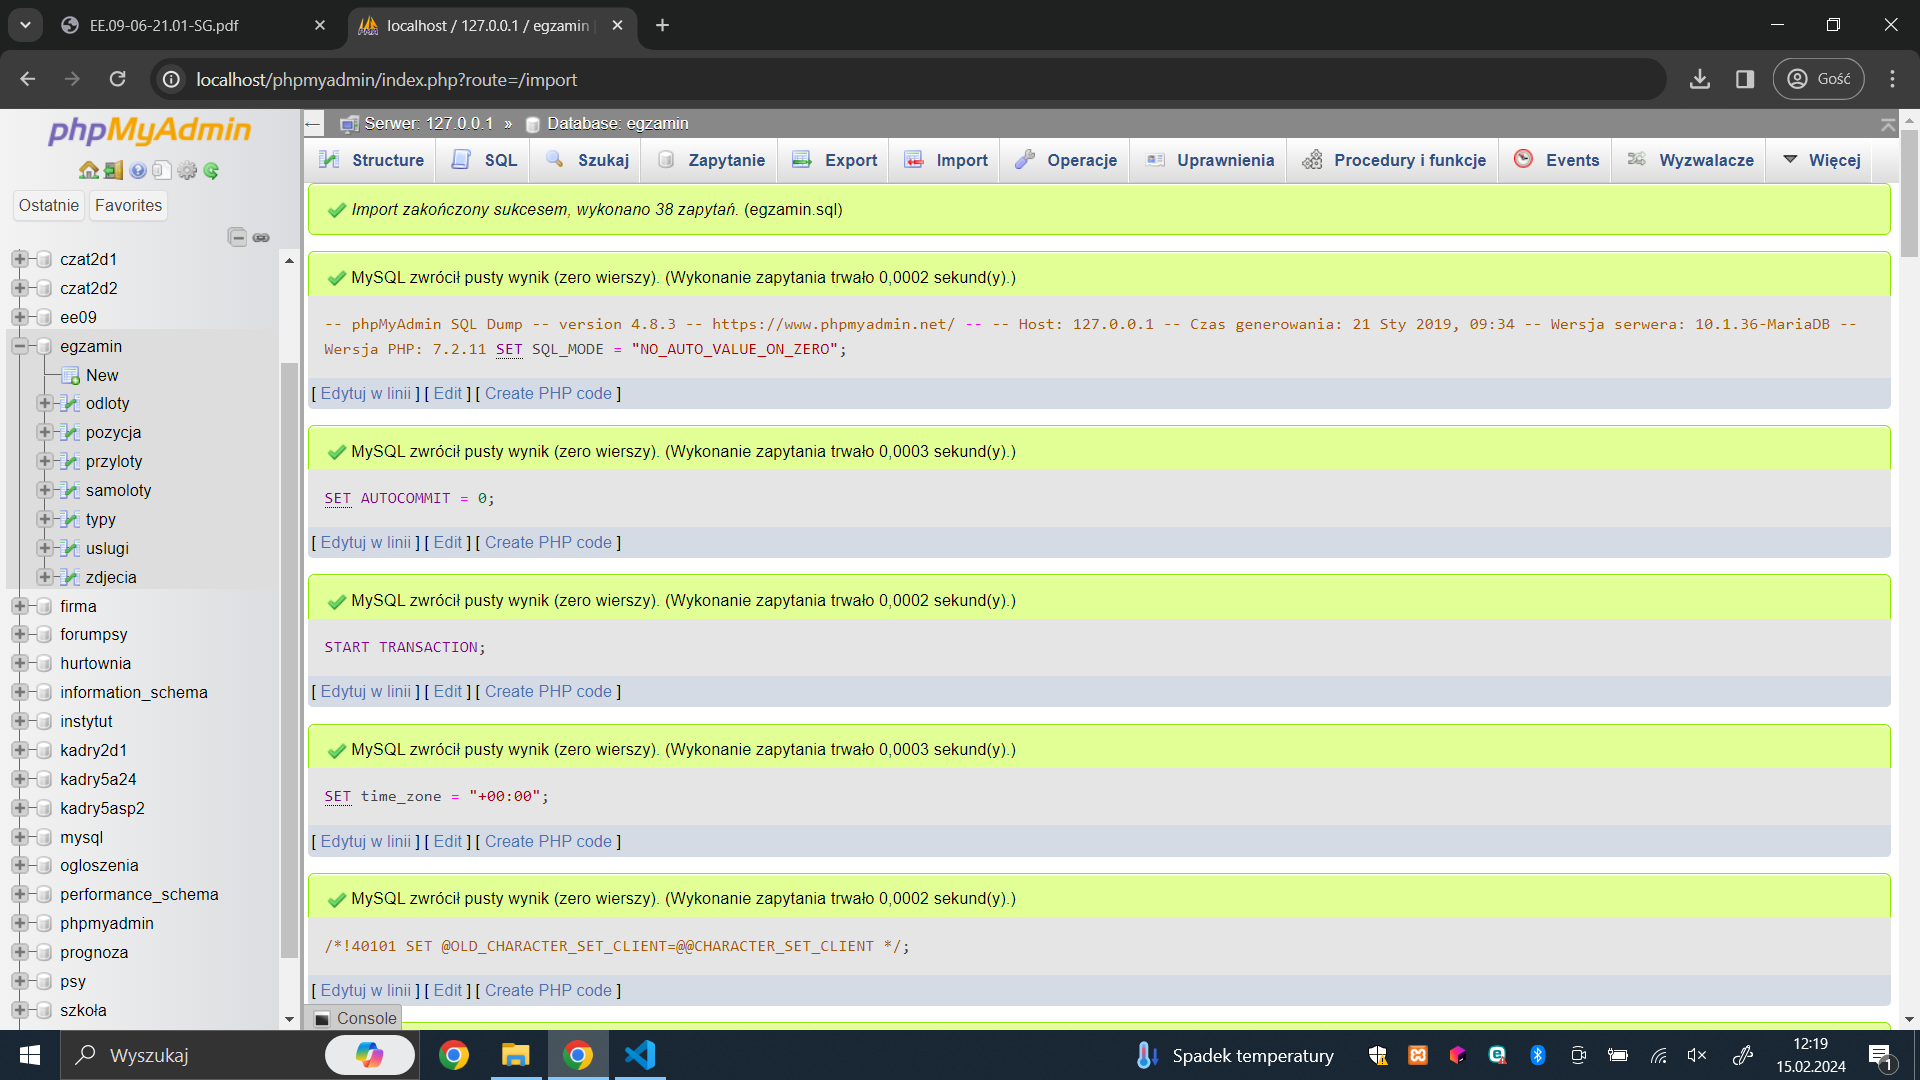 EE.09-06-21.01-SG.pdf
localhost / 127.0.0.1 / egzamin
localhost/phpmyadmin/index.php?route=/import
Gość
phpMyAdmin
Ostatnie
Favorites
czat2d1
czat2d2
ee09
egzamin
New
odloty
pozycja
przyloty
samoloty
typy
uslugi
zdjecia
firma
forumpsy
hurtownia
information_schema
instytut
kadry2d1
kadry5a24
kadry5asp2
mysql
ogloszenia
performance_schema
phpmyadmin
prognoza
psy
szkoła
Serwer: 127.0.0.1 » Database: egzamin
Structure SQL Szukaj Zapytanie Export Import Operacje Uprawnienia Procedury i funkcje Events Wyzwalacze Więcej
Import zakończony sukcesem, wykonano 38 zapytań. (egzamin.sql)
MySQL zwrócił pusty wynik (zero wierszy). (Wykonanie zapytania trwało 0,0002 sekund(y).)
-- phpMyAdmin SQL Dump -- version 4.8.3 -- https://www.phpmyadmin.net/ -- -- Host: 127.0.0.1 -- Czas generowania: 21 Sty 2019, 09:34 -- Wersja serwera: 10.1.36-MariaDB --
Wersja PHP: 7.2.11 SET SQL_MODE = "NO_AUTO_VALUE_ON_ZERO";
[ Edytuj w linii ] [ Edit ] [ Create PHP code ]
MySQL zwrócił pusty wynik (zero wierszy). (Wykonanie zapytania trwało 0,0003 sekund(y).)
SET AUTOCOMMIT = 0;
[ Edytuj w linii ] [ Edit ] [ Create PHP code ]
MySQL zwrócił pusty wynik (zero wierszy). (Wykonanie zapytania trwało 0,0002 sekund(y).)
START TRANSACTION;
[ Edytuj w linii ] [ Edit ] [ Create PHP code ]
MySQL zwrócił pusty wynik (zero wierszy). (Wykonanie zapytania trwało 0,0003 sekund(y).)
SET time_zone = "+00:00";
[ Edytuj w linii ] [ Edit ] [ Create PHP code ]
MySQL zwrócił pusty wynik (zero wierszy). (Wykonanie zapytania trwało 0,0002 sekund(y).)
/*!40101 SET @OLD_CHARACTER_SET_CLIENT=@@CHARACTER_SET_CLIENT */;
[ Edytuj w linii ] [ Edit ] [ Create PHP code ]
Console
Wyszukaj
Spadek temperatury
12:19
15.02.2024
1